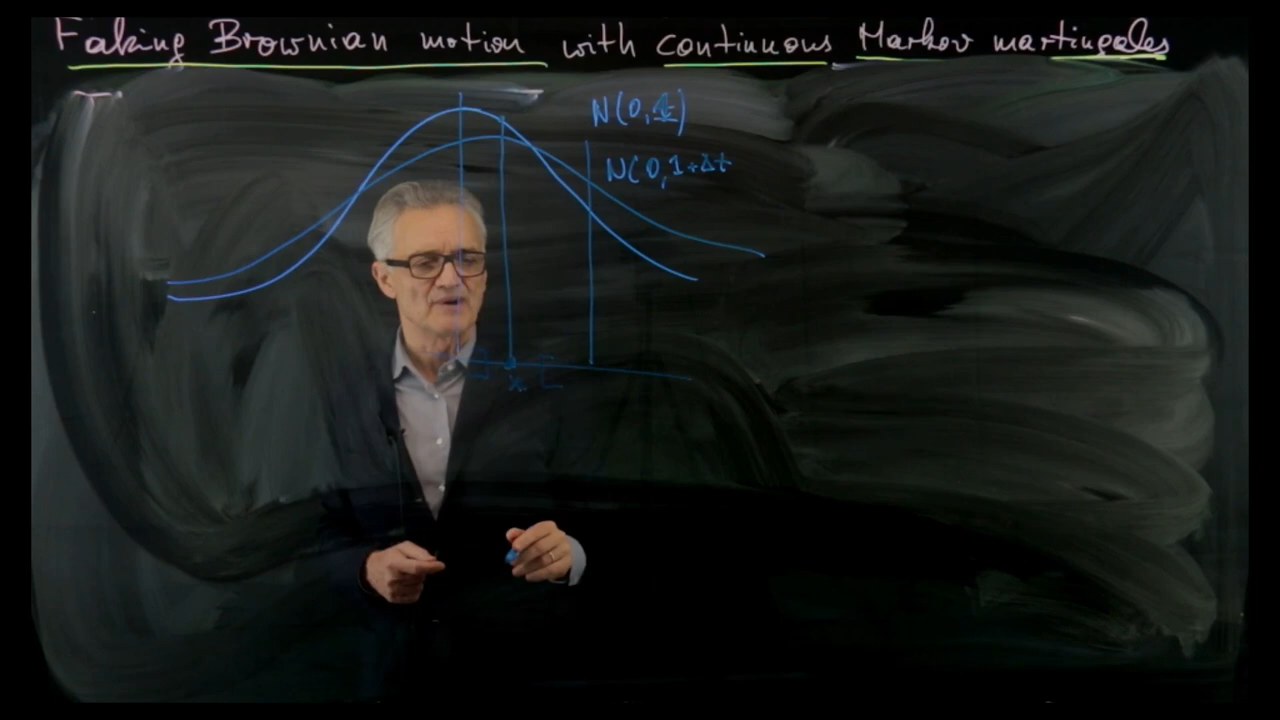 Faking Brownian motion with continuous Markov martingales
N(0,1)
N(0,1+Δt
x